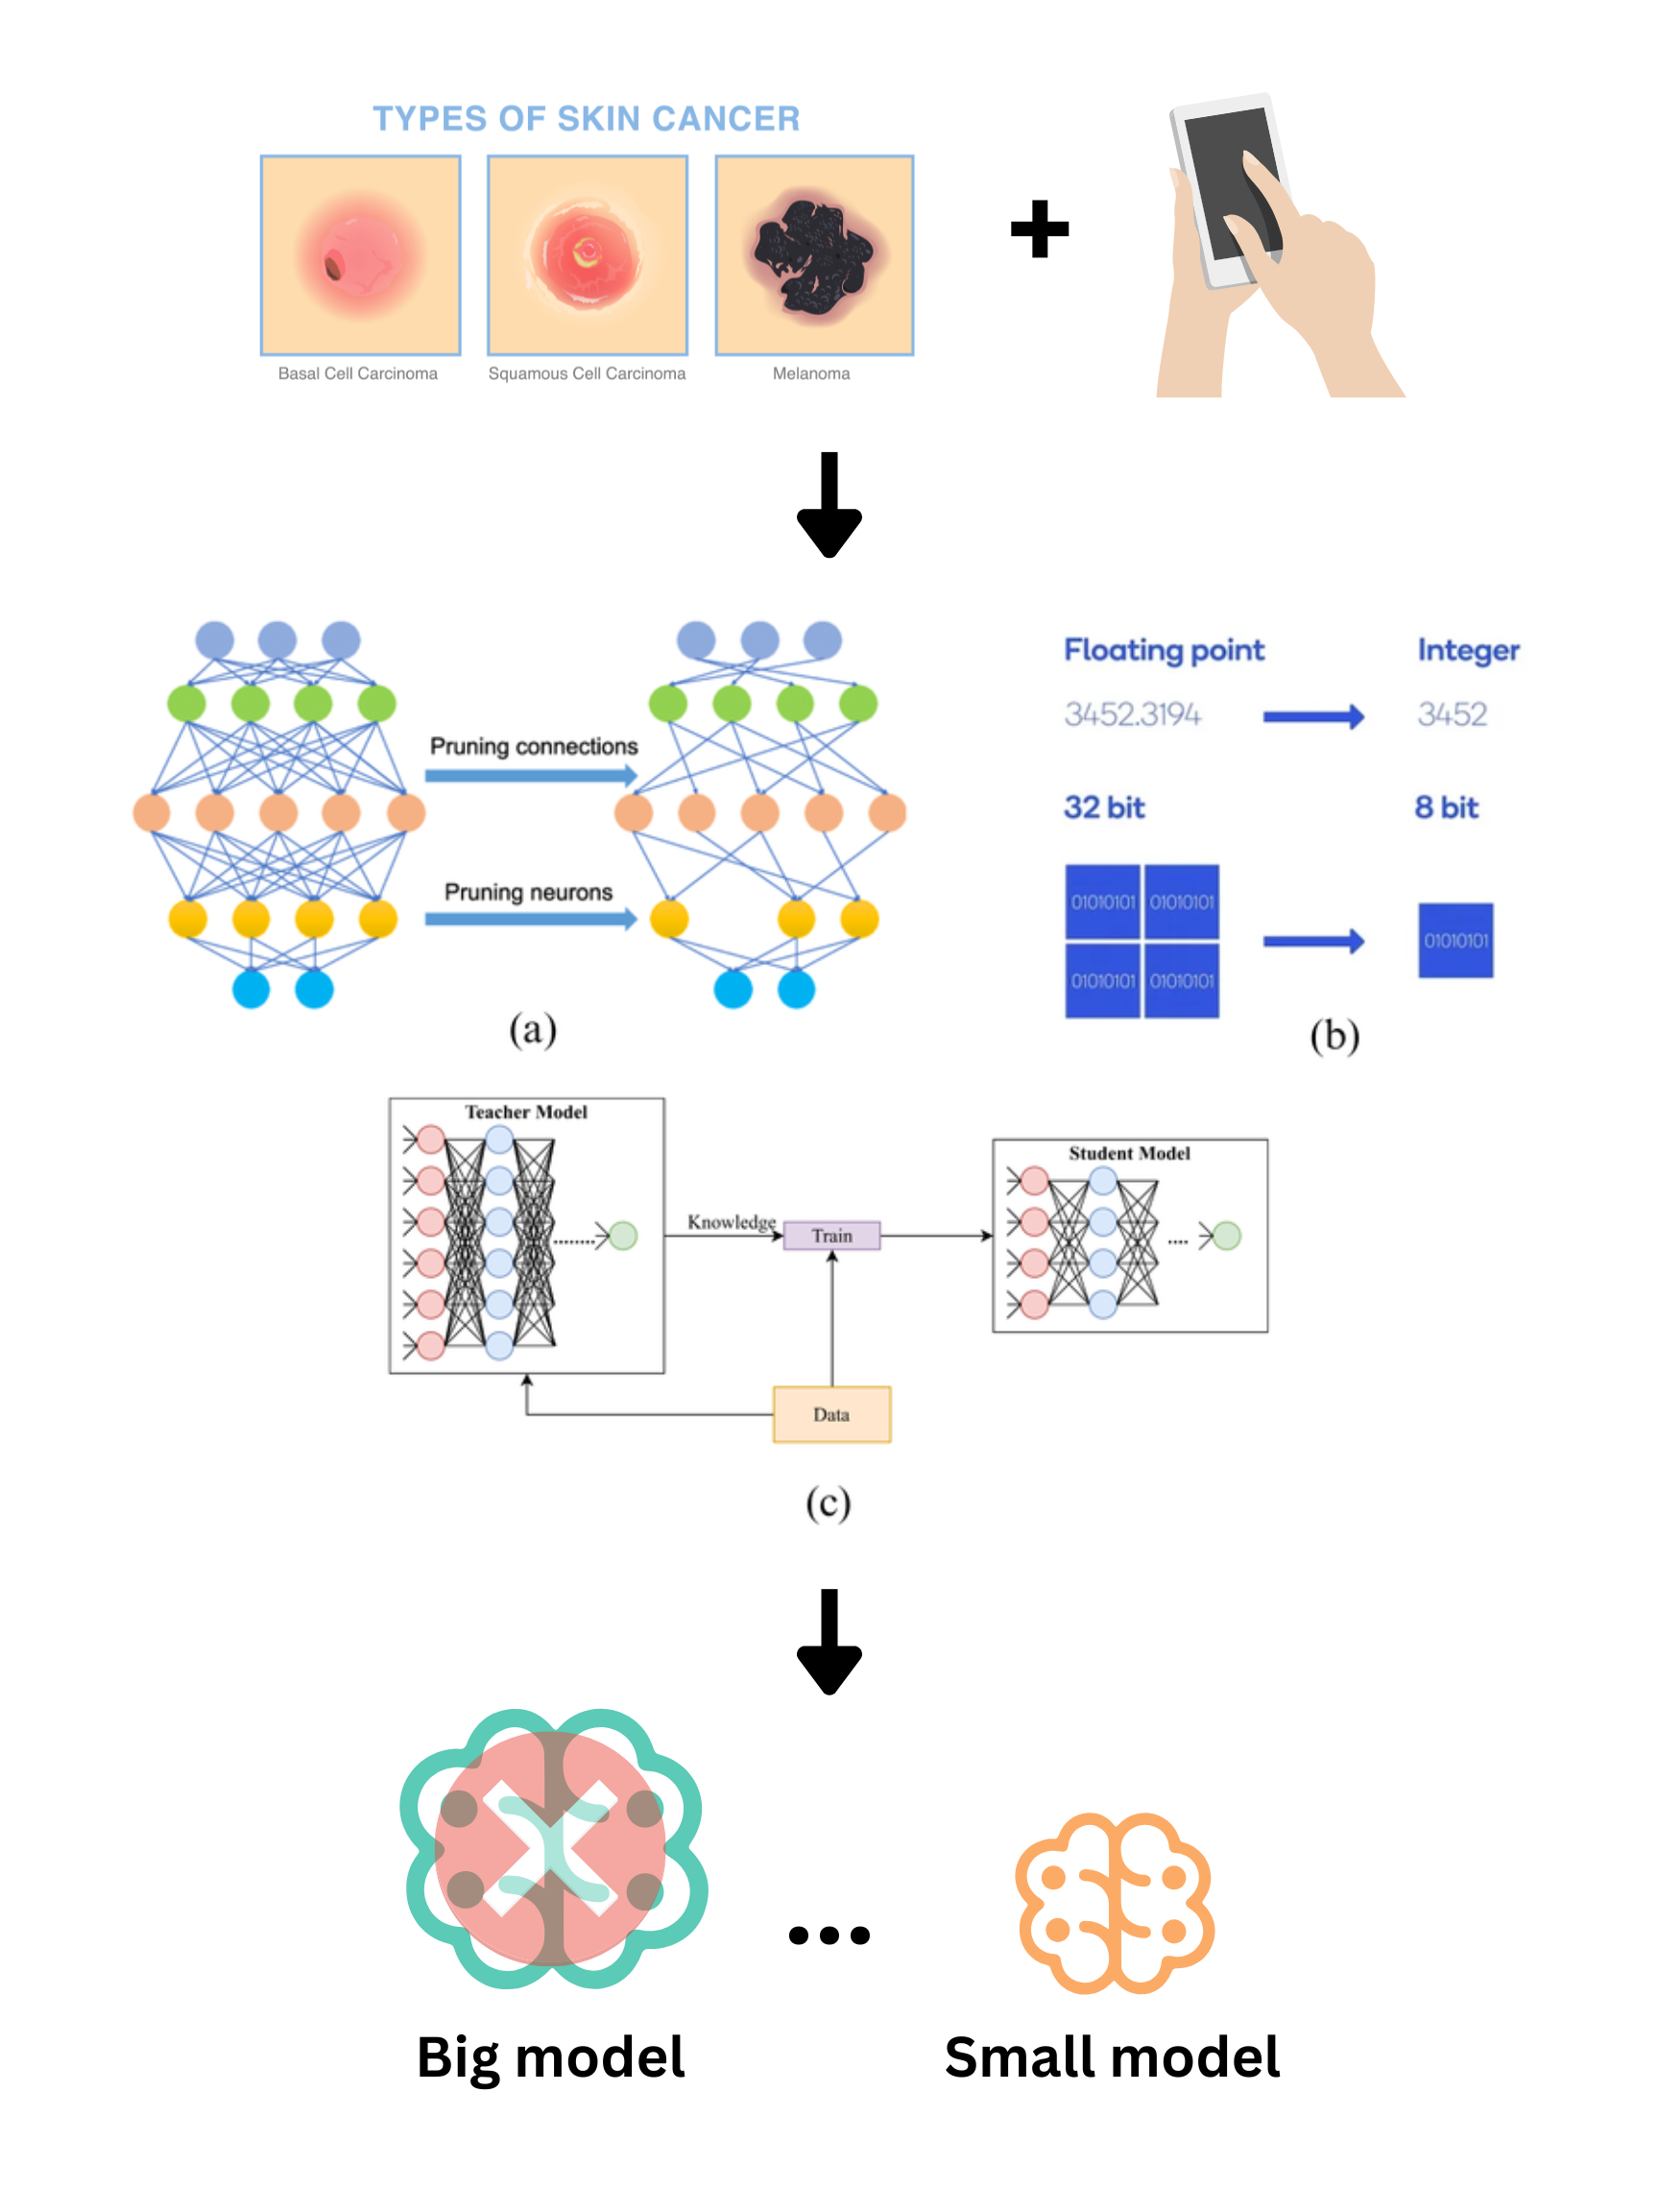 TYPES OF SKIN CANCER
Basal Cell Carcinoma
Squamous Cell Carcinoma
Melanoma
Pruning connections
Pruning neurons
(a)
Floating point
Integer
3452.3194
3452
32 bit
8 bit
01010101 01010101
01010101
01010101 01010101
(b)
Teacher Model
Student Model
Knowledge
Train
Data
(c)
Big model
Small model